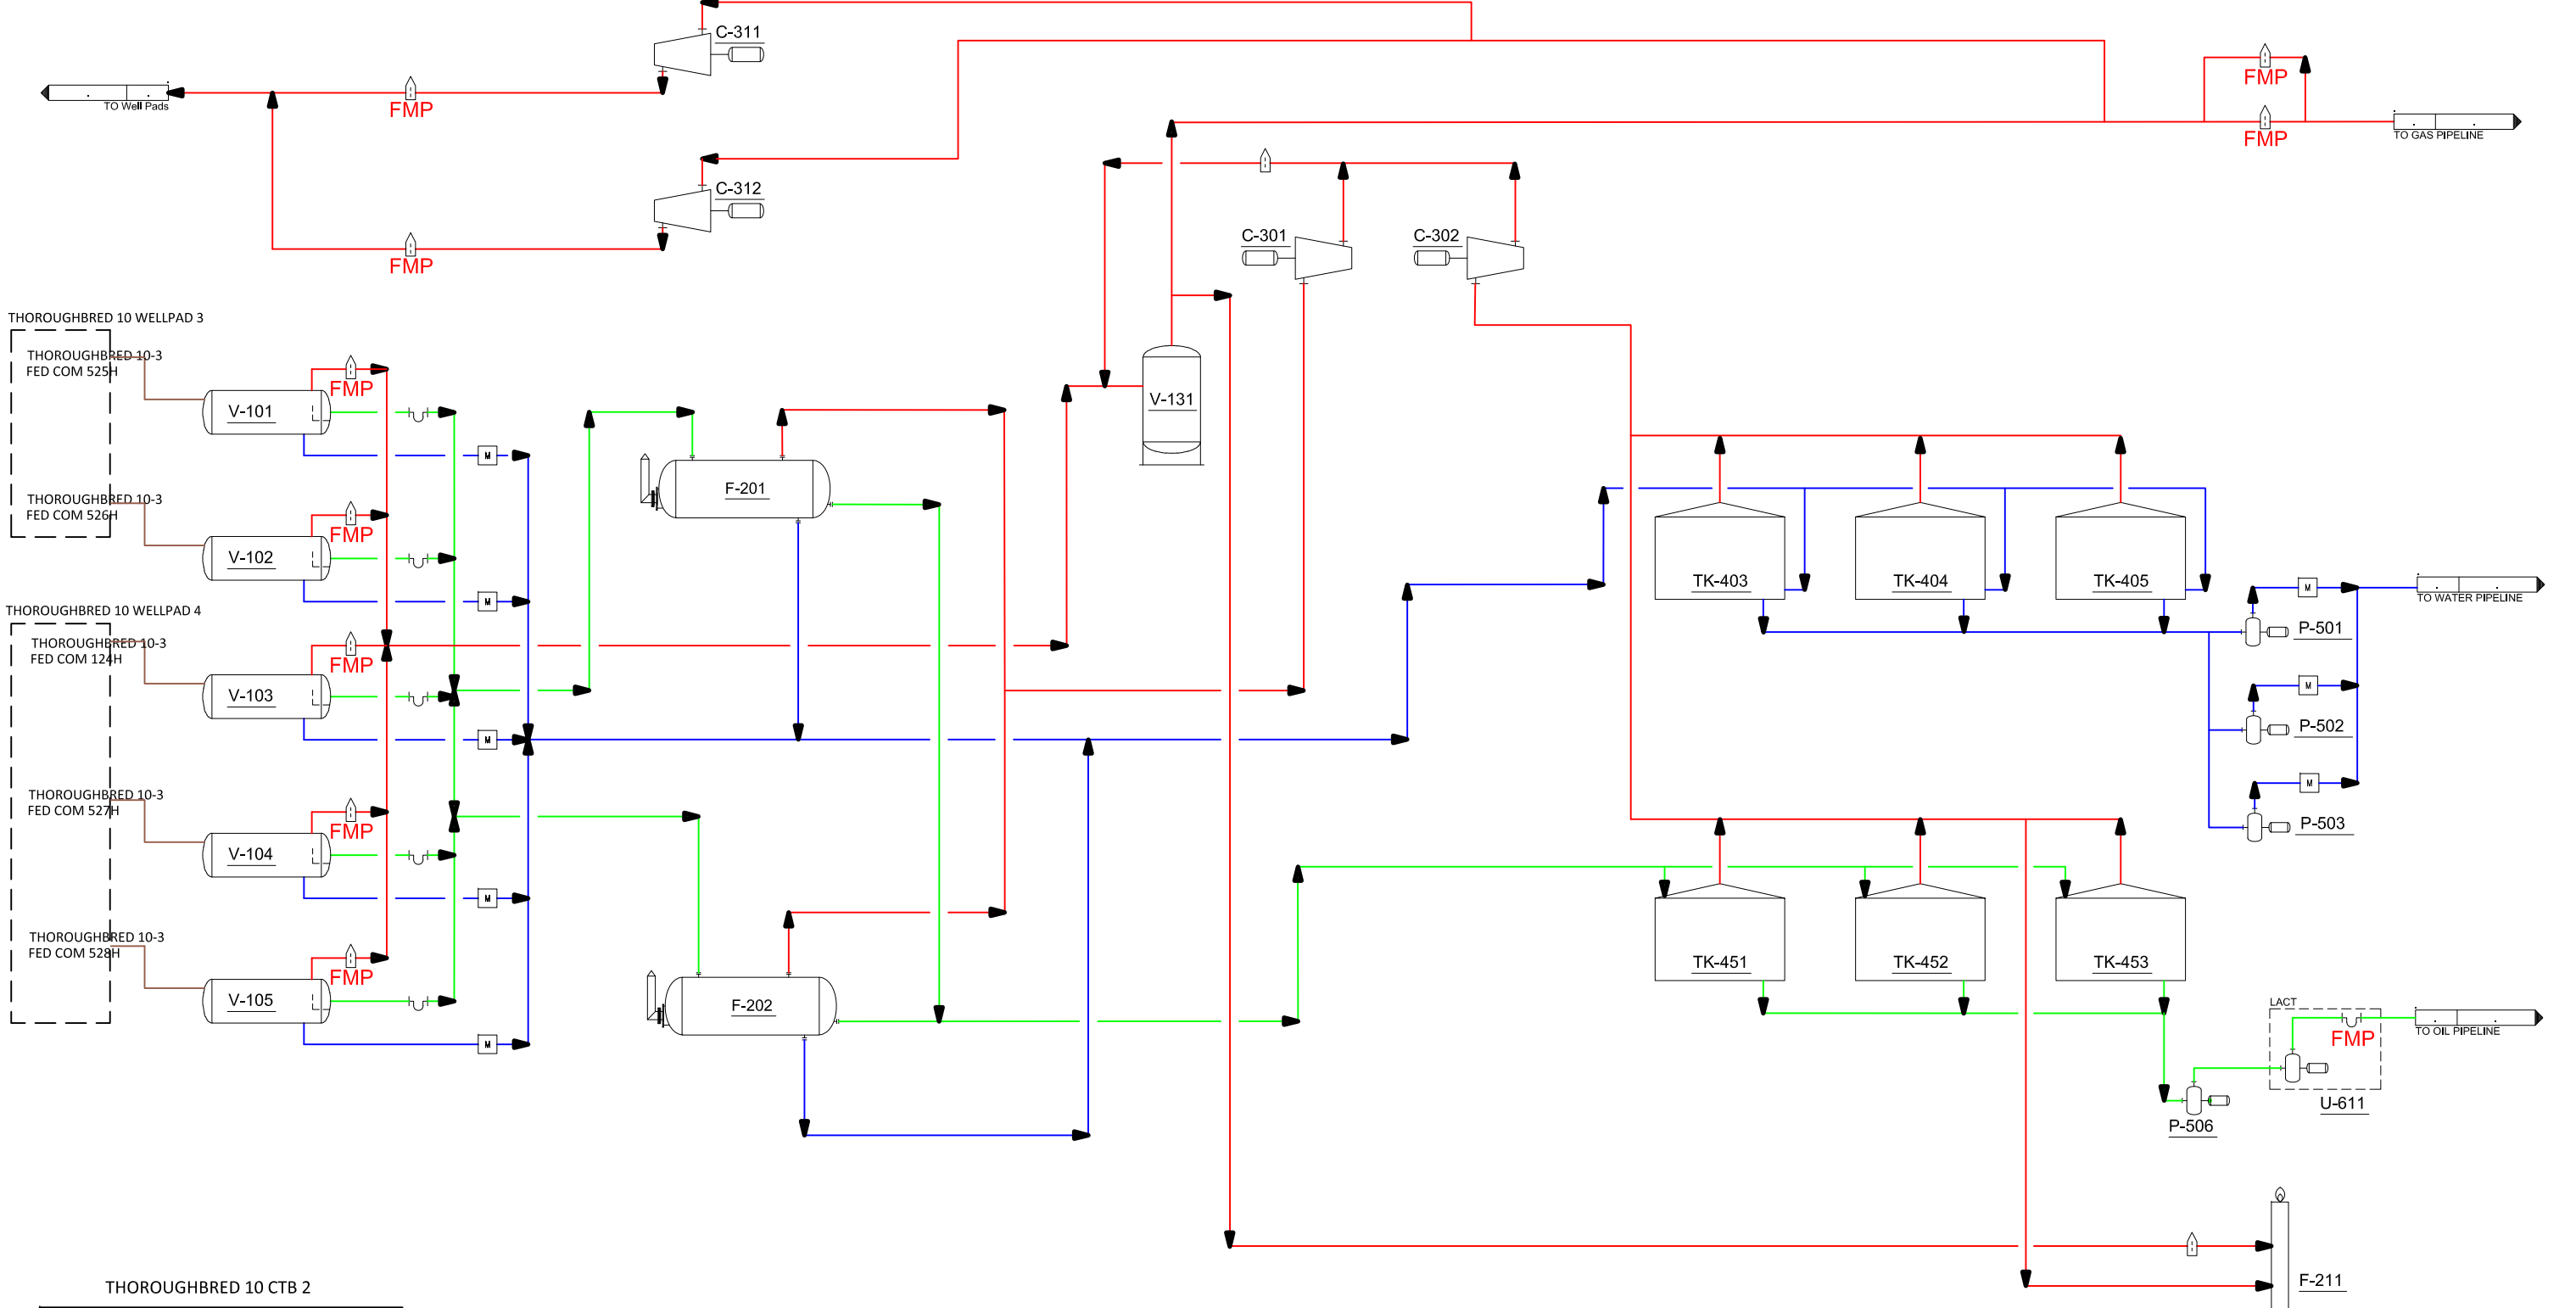 C-311
FMP
TO Well Pads
FMP
FMP
TO GAS PIPELINE
C-312
FMP
C-301
C-302
THOROUGHBRED 10 WELLPAD 3
THOROUGHBRED 10-3
FED COM 525H
FMP
V-101
V-131
M
F-201
THOROUGHBRED 10-3
FED COM 526H
FMP
V-102
M
TK-403
TK-404
TK-405
M
TO WATER PIPELINE
P-501
THOROUGHBRED 10 WELLPAD 4
THOROUGHBRED 10-3
FED COM 124H
FMP
V-103
M
M
P-502
THOROUGHBRED 10-3
FED COM 527H
FMP
V-104
M
M
P-503
THOROUGHBRED 10-3
FED COM 528H
FMP
V-105
M
F-202
TK-451
TK-452
TK-453
LACT
FMP
TO OIL PIPELINE
U-611
P-506
F-211
THOROUGHBRED 10 CTB 2